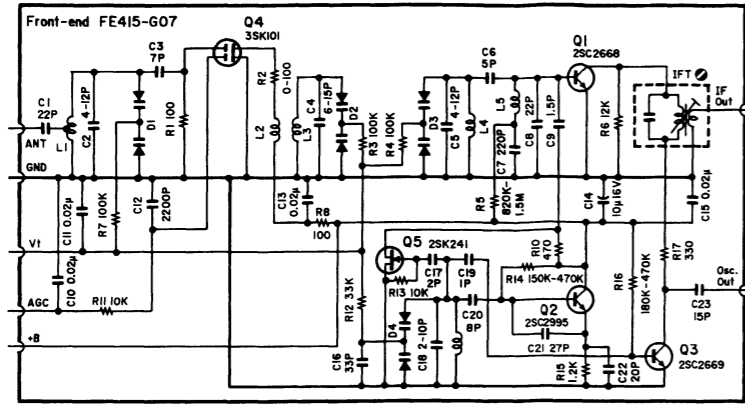 Front-end FE415-G07
Q4
3SK101
C3
7P
R2
0-100
C6
5P
Q1
2SC2668
IFT
IF
Out
C1
22P
ANT
L1
C2
4-12P
D1
R1 100
L2
L3
C4
6-15P
D2
R3 100K
R4 100K
D3
C5
4-12P
L4
L5
C7 220P
C8
22P
C9
1.5P
R6 12K
GND
C11 0.02µ
R7 100K
C12
2200P
C13
0.02µ
R8
100
R5
820K-
1.5M
C14
10µ16V
C15 0.02µ
Vt
C10 0.02µ
Q5
2SK241
R10
470
R14 150K-470K
R16
180K-470K
R17
330
Osc.
Out
C17
2P
C19
1P
R13 10K
AGC
R11 10K
R12 33K
D4
C20
8P
Q2
2SC2995
C23
15P
+B
C16
33P
C18 2-10P
C21 27P
R15
1.2K
C22
20P
Q3
2SC2669